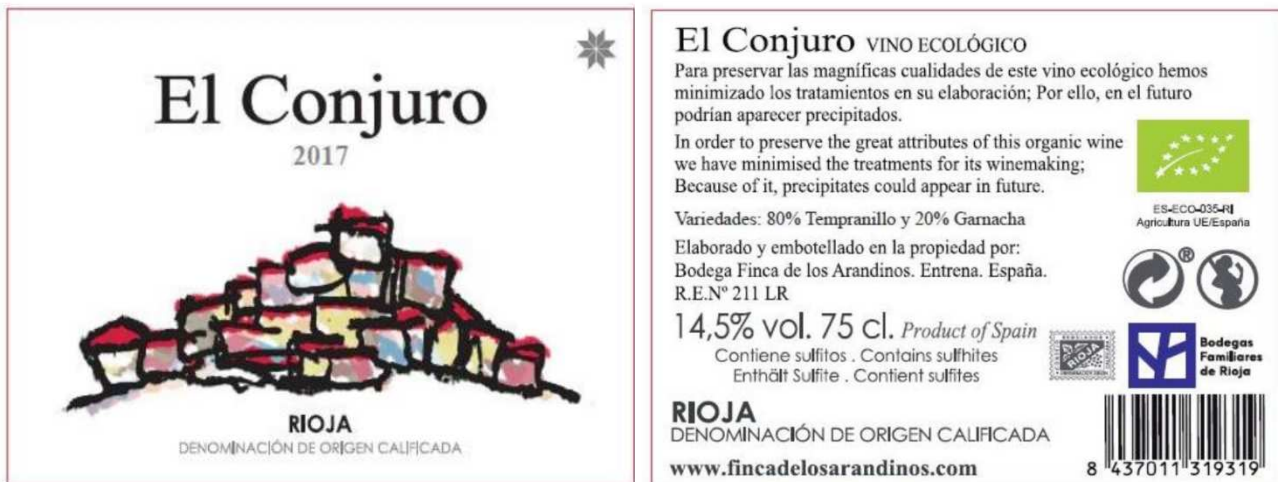 El Conjuro
2017
RIOJA
DENOMINACIÓN DE ORIGEN CALIFICADA
El Conjuro VINO ECOLÓGICO
Para preservar las magníficas cualidades de este vino ecológico hemos
minimizado los tratamientos en su elaboración; Por ello, en el futuro
podrían aparecer precipitados.
In order to preserve the great attributes of this organic wine
we have minimised the treatments for its winemaking;
Because of it, precipitates could appear in future.
ES-ECO-035-RI
Agricultura UE/España
Variedades: 80% Tempranillo y 20% Garnacha
Elaborado y embotellado en la propiedad por:
Bodega Finca de los Arandinos. Entrena. España.
R.E.Nº 211 LR
®
14,5% vol. 75 cl. Product of Spain
Contiene sulfitos . Contains sulfhites
Enthält Sulfite . Contient sulfites
RIOJA
Bodegas
Familiares
de Rioja
RIOJA
DENOMINACIÓN DE ORIGEN CALIFICADA
www.fincadelosarandinos.com
8 437011 319319